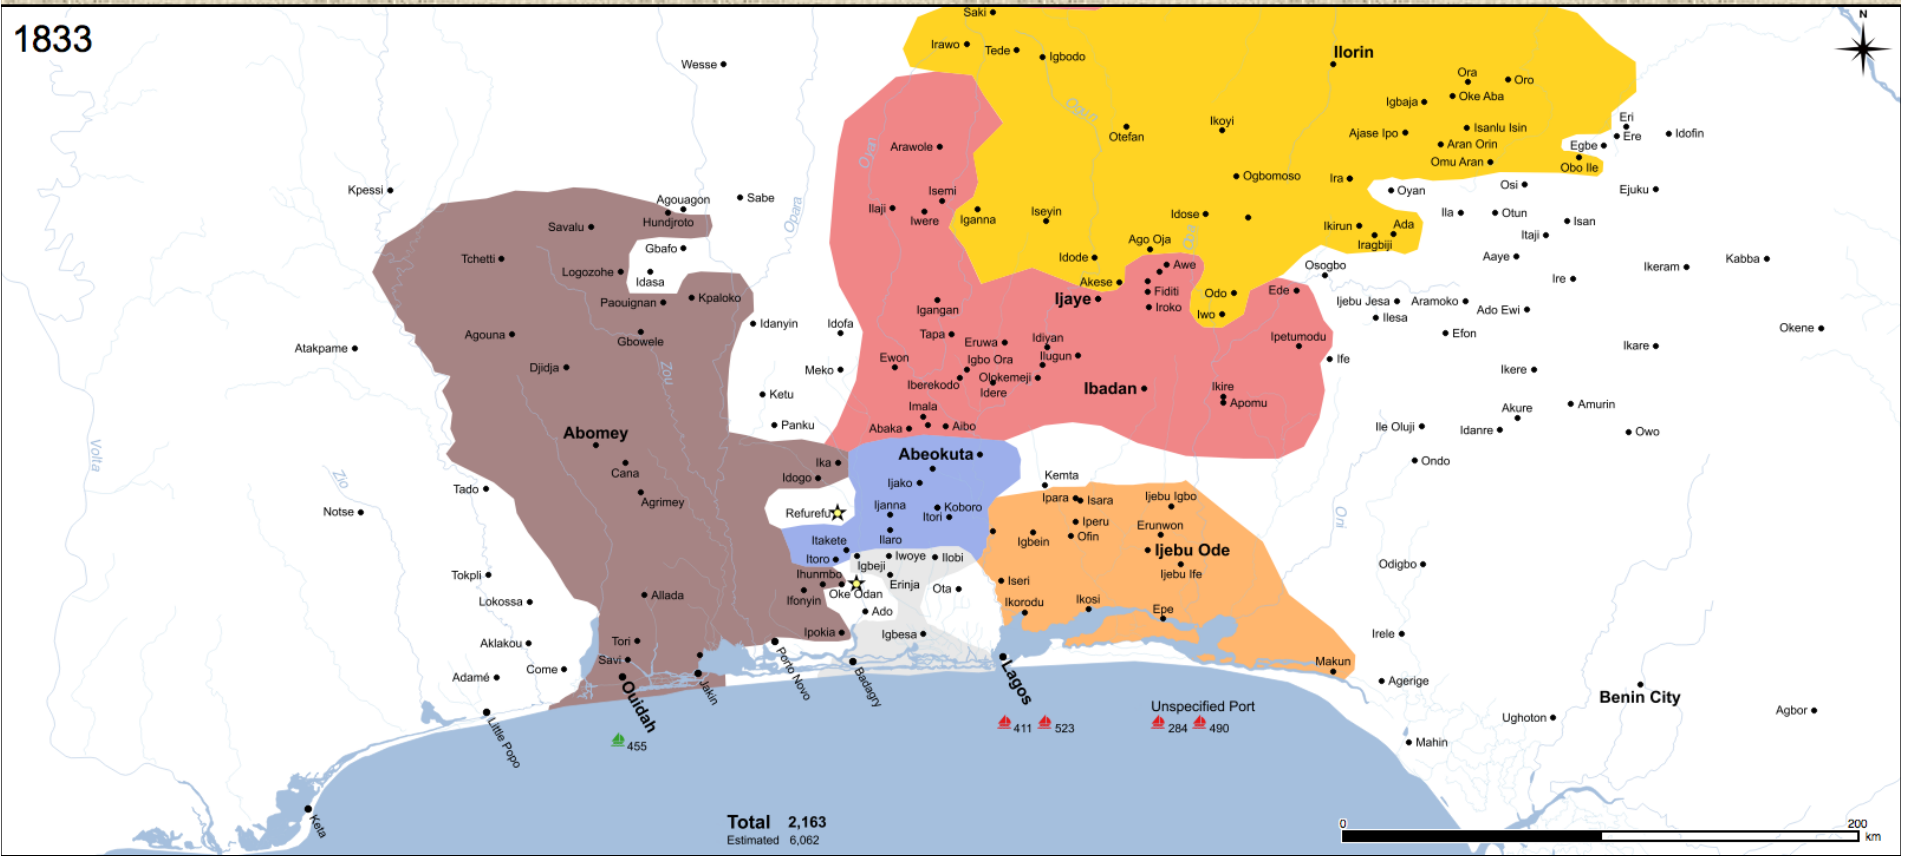 1833
N
Saki
Irawo
Tede
Igbodo
Wesse
Ilorin
Ora
Oro
Oke Aba
Igbaja
Ogun
Otefan
Ikoyi
Ajase Ipo
Isanlu Isin
Aran Orin
Omu Aran
Eri
Ere
Idofin
Egbe
Obo Ile
Oyan
Arawole
Kpessi
Agouagon
Hundjroto
Sabe
Opara
Isemi
Ilaji
Iwere
Iganna
Iseyin
Ogbomoso
Ira
Oyan
Osi
Ejuku
Savalu
Idose
Ila
Otun
Isan
Ikirun
Ada
Iragbiji
Itaji
Gbafo
Ago Oja
Oba
Tchetti
Logozohe
Idasa
Idode
Awe
Osogbo
Aaye
Ikeram
Kabba
Akese
Fiditi
Odo
Ede
Ire
Paouignan
Kpaloko
Igangan
Ijaye
Iroko
Iwo
Ijebu Jesa
Aramoko
Ado Ewi
Ilesa
Agouna
Gbowele
Idanyin
Idofa
Tapa
Eruwa
Idiyan
Ipetumodu
Efon
Okene
Atakpame
Djidja
Zou
Meko
Ewon
Igbo Ora
Ilugun
Ife
Ikare
Iberekodo
Olokemeji
Idere
Ibadan
Ikire
Apomu
Ikere
Ketu
Imala
Abaka
Aibo
Panku
Akure
Amurin
Ile Oluji
Idanre
Owo
Abomey
Volta
Zio
Cana
Agrimey
Ika
Idogo
Abeokuta
Ijako
Ondo
Tado
Notse
Refurefu
Ijanna
Koboro
Itori
Kemta
Ipara
Isara
Ijebu Igbo
Oni
Itakete
Ilaro
Igbein
Iperu
Ofin
Erunwon
Ijebu Ode
Itoro
Igbeji
Iwoye
Ilobi
Ijebu Ife
Odigbo
Tokpli
Ihunmbo
Oke Odan
Erinja
Ota
Iseri
Lokossa
Allada
Ifonyin
Ado
Ikorodu
Ikosi
Epe
Aklakou
Tori
Ipokia
Igbesa
Irele
Savi
Come
Adamé
Makun
Agerige
Ouidah
Jakin
Porto Novo
Badagry
Lagos
Benin City
Agbor
Ughoton
Little Popo
Unspecified Port
411
523
284
490
455
Mahin
Keta
Total 2,163
Estimated 6,062
0
200
km